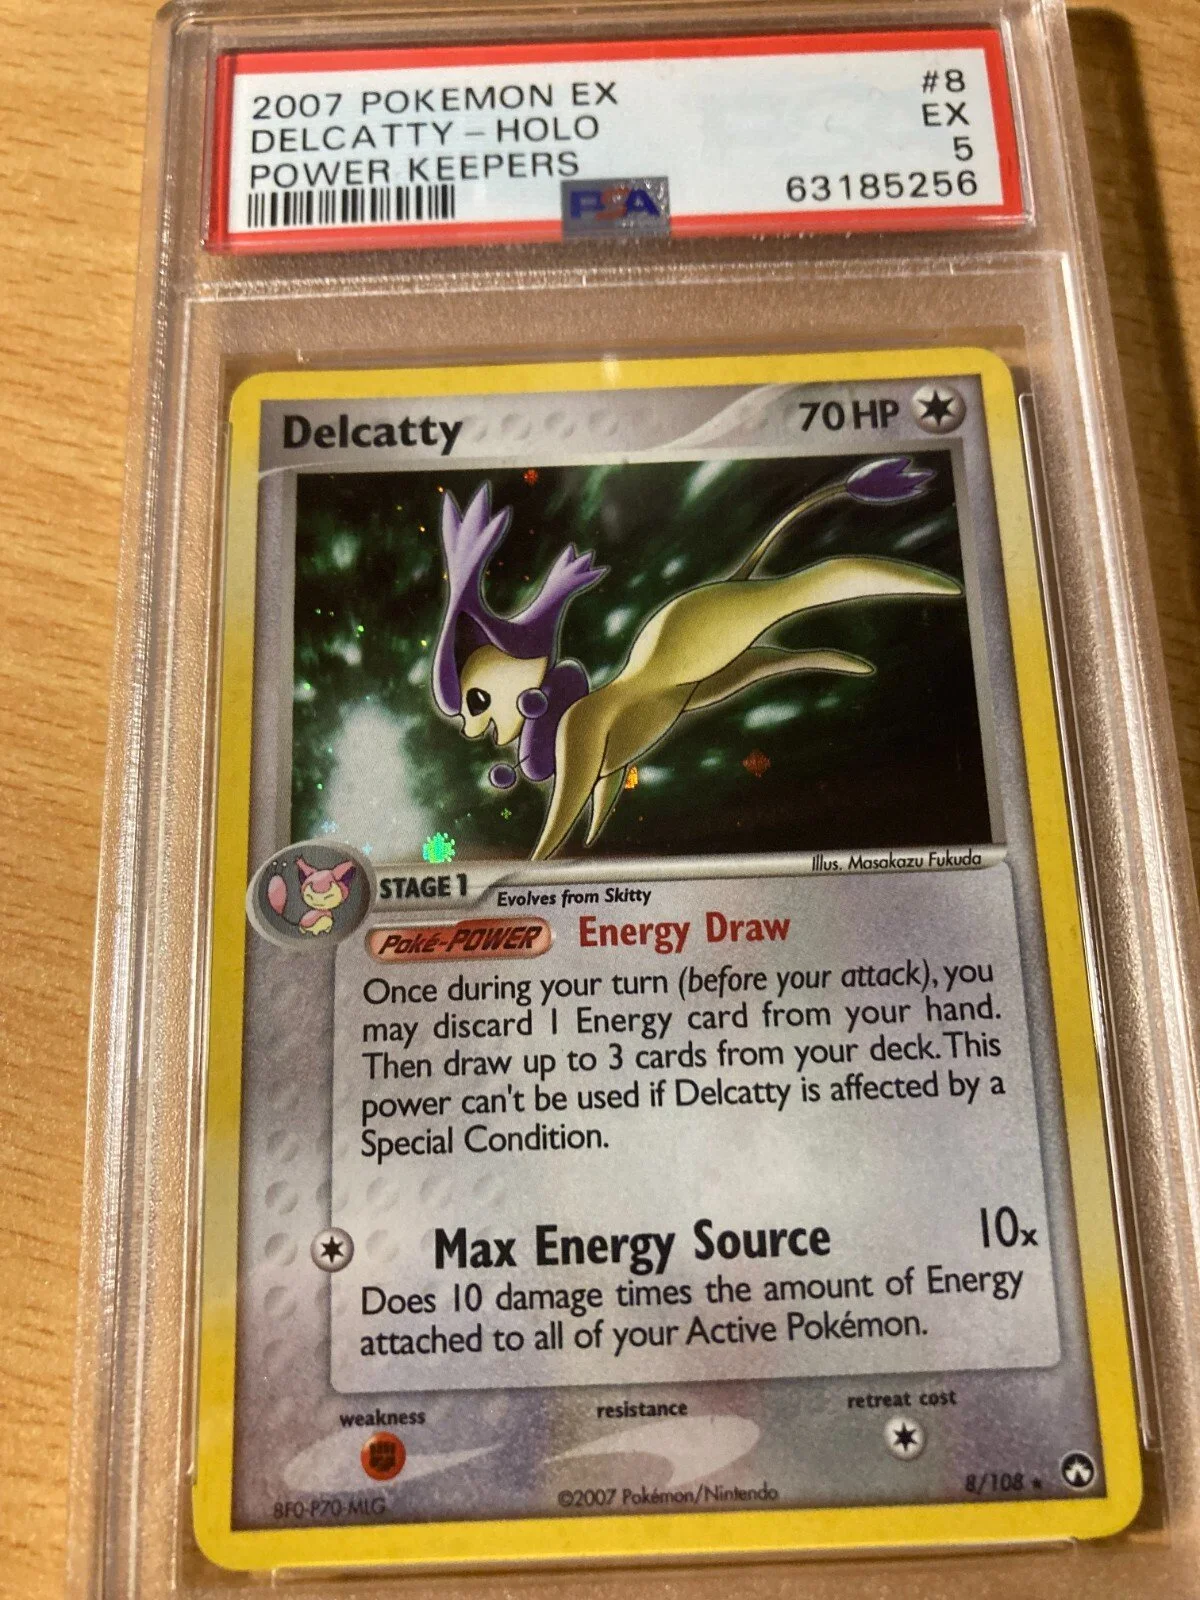 2007 POKEMON EX #8
DELCATTY – HOLO EX
POWER KEEPERS 5
PSA 63185256
Delcatty 70 HP
Illus. Masakazu Fukuda
STAGE 1 Evolves from Skitty
Poké-POWER Energy Draw
Once during your turn (before your attack), you
may discard 1 Energy card from your hand.
Then draw up to 3 cards from your deck. This
power can't be used if Delcatty is affected by a
Special Condition.
Max Energy Source 10x
Does 10 damage times the amount of Energy
attached to all of your Active Pokémon.
weakness resistance retreat cost
8F0-P70-MLG ©2007 Pokémon/Nintendo 8/108 ★